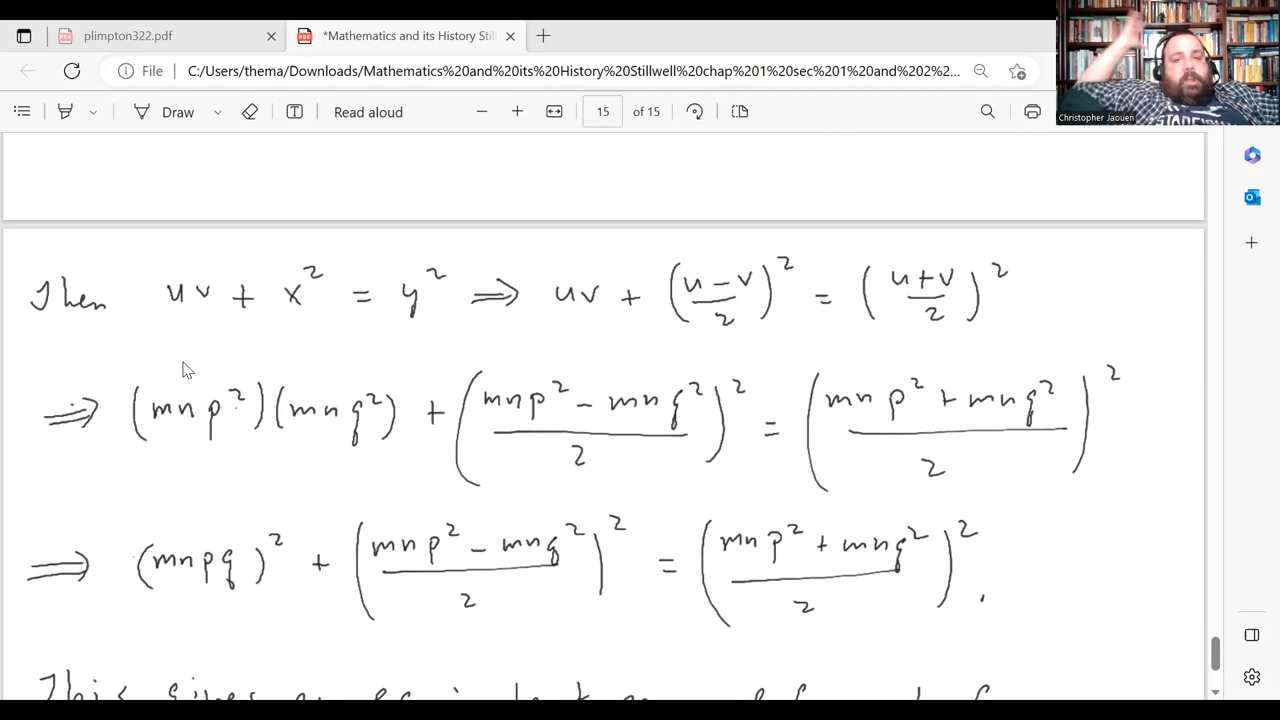 plimpton322.pdf
*Mathematics and its History Stil
File C:/Users/thema/Downloads/Mathematics%20and%20its%20History%20Stillwell%20chap%201%20sec%201%20and%202%2...
Draw Read aloud 15 of 15
Christopher Jaouen
Then uv + x² = y² ⟹ uv + ((u − v)/2)² = ((u + v)/2)²
⟹ (mnp²)(mnq²) + ((mnp² − mnq²)/2)² = ((mnp² + mnq²)/2)²
⟹ (mnpq)² + ((mnp² − mnq²)/2)² = ((mnp² + mnq²)/2)².
This gives